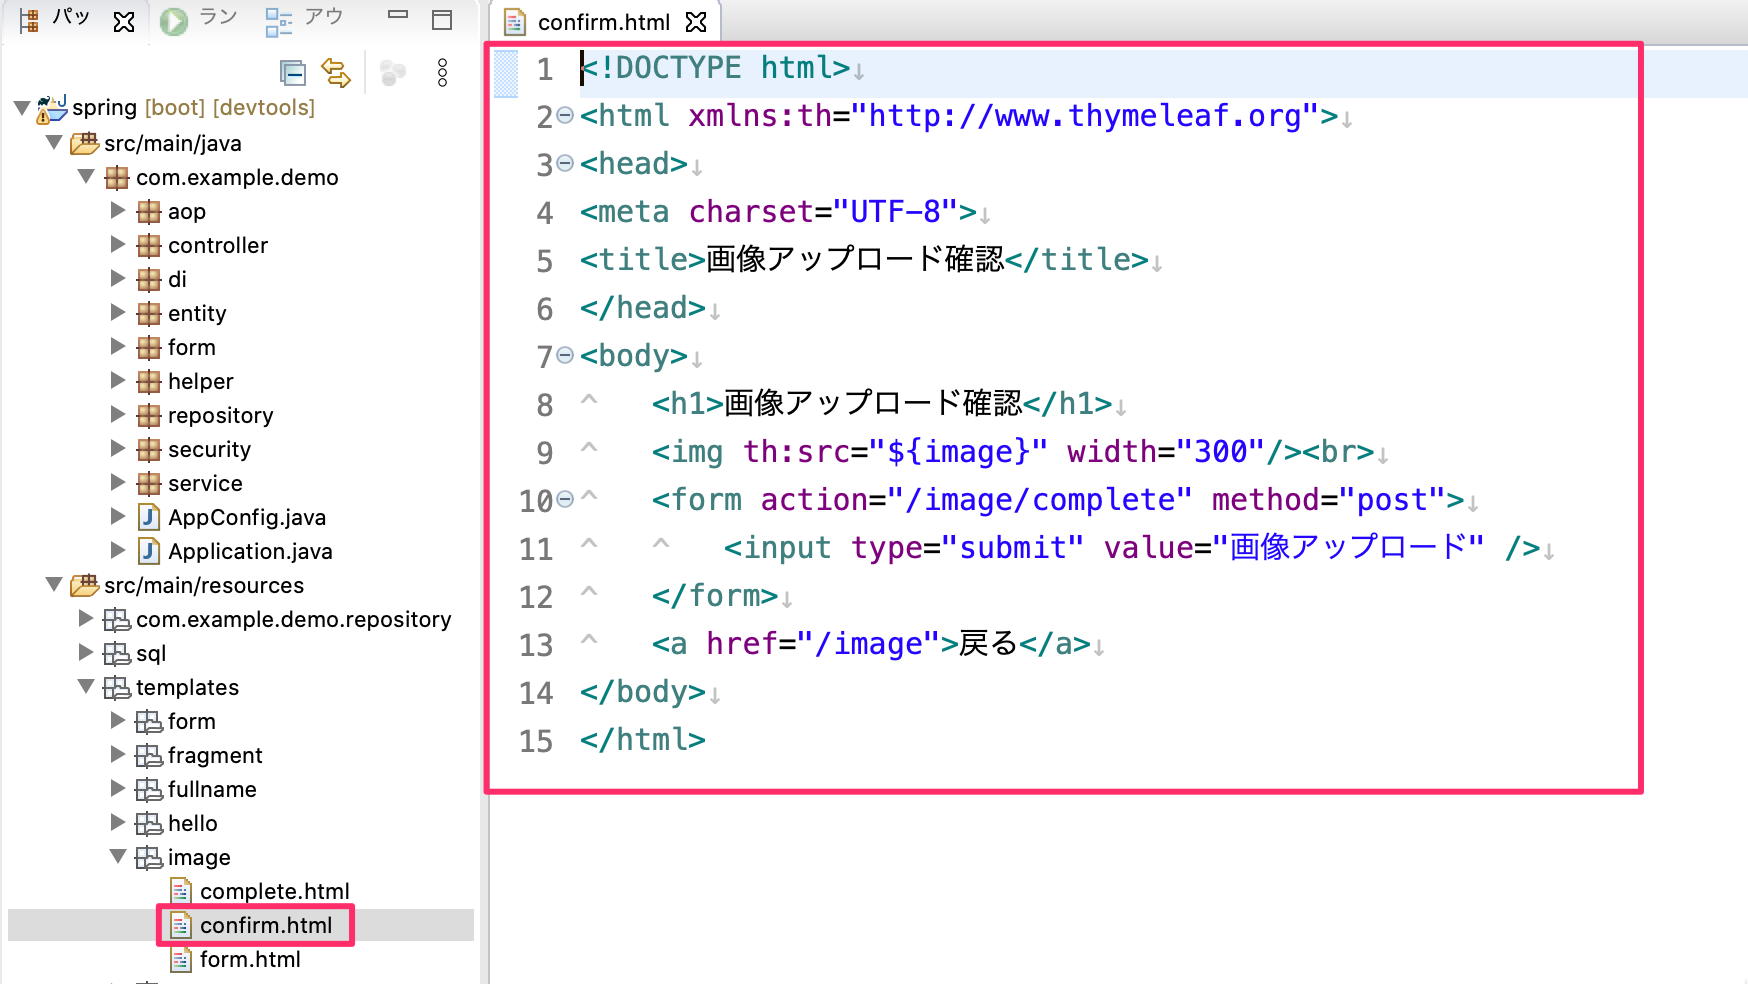 パッ ラン アウ
spring [boot] [devtools]
src/main/java
com.example.demo
aop
controller
di
entity
form
helper
repository
security
service
AppConfig.java
Application.java
src/main/resources
com.example.demo.repository
sql
templates
form
fragment
fullname
hello
image
complete.html
confirm.html
form.html
confirm.html
1 <!DOCTYPE html>↓
2 <html xmlns:th="http://www.thymeleaf.org">↓
3 <head>↓
4 <meta charset="UTF-8">↓
5 <title>画像アップロード確認</title>↓
6 </head>↓
7 <body>↓
8 ^ <h1>画像アップロード確認</h1>↓
9 ^ <img th:src="${image}" width="300"/><br>↓
10 ^ <form action="/image/complete" method="post">↓
11 ^ ^ <input type="submit" value="画像アップロード" />↓
12 ^ </form>↓
13 ^ <a href="/image">戻る</a>↓
14 </body>↓
15 </html>